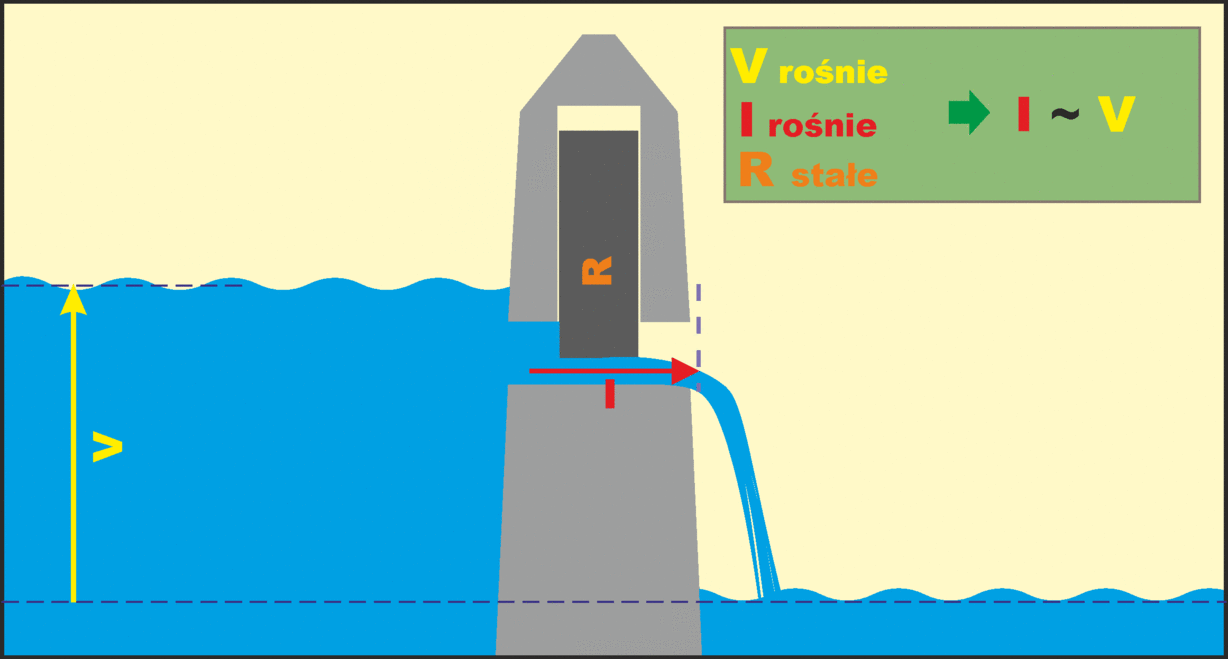 V rośnie
I rośnie
R stałe
I ~ V
R
I
V